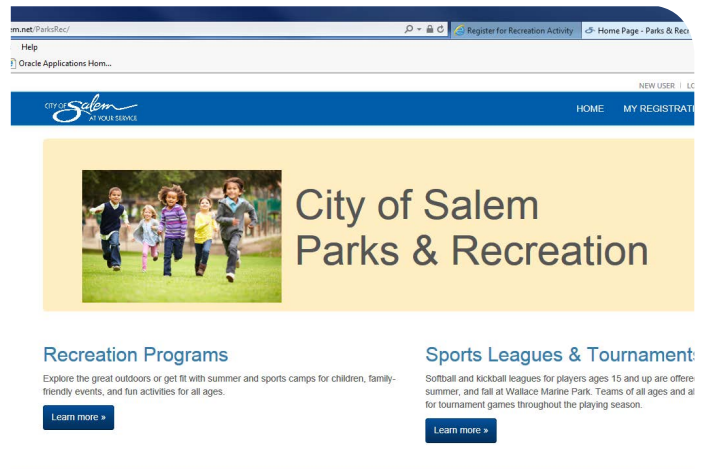 em.net/ParksRec/
Register for Recreation Activity
Home Page - Parks & Recr
Help
Oracle Applications Hom...
NEW USER | LO
CITY OF Salem
AT YOUR SERVICE
HOME MY REGISTRATI
City of Salem
Parks & Recreation
Recreation Programs
Explore the great outdoors or get fit with summer and sports camps for children, family-
friendly events, and fun activities for all ages.
Learn more »
Sports Leagues & Tournaments
Softball and kickball leagues for players ages 15 and up are offere
summer, and fall at Wallace Marine Park. Teams of all ages and al
for tournament games throughout the playing season.
Learn more »